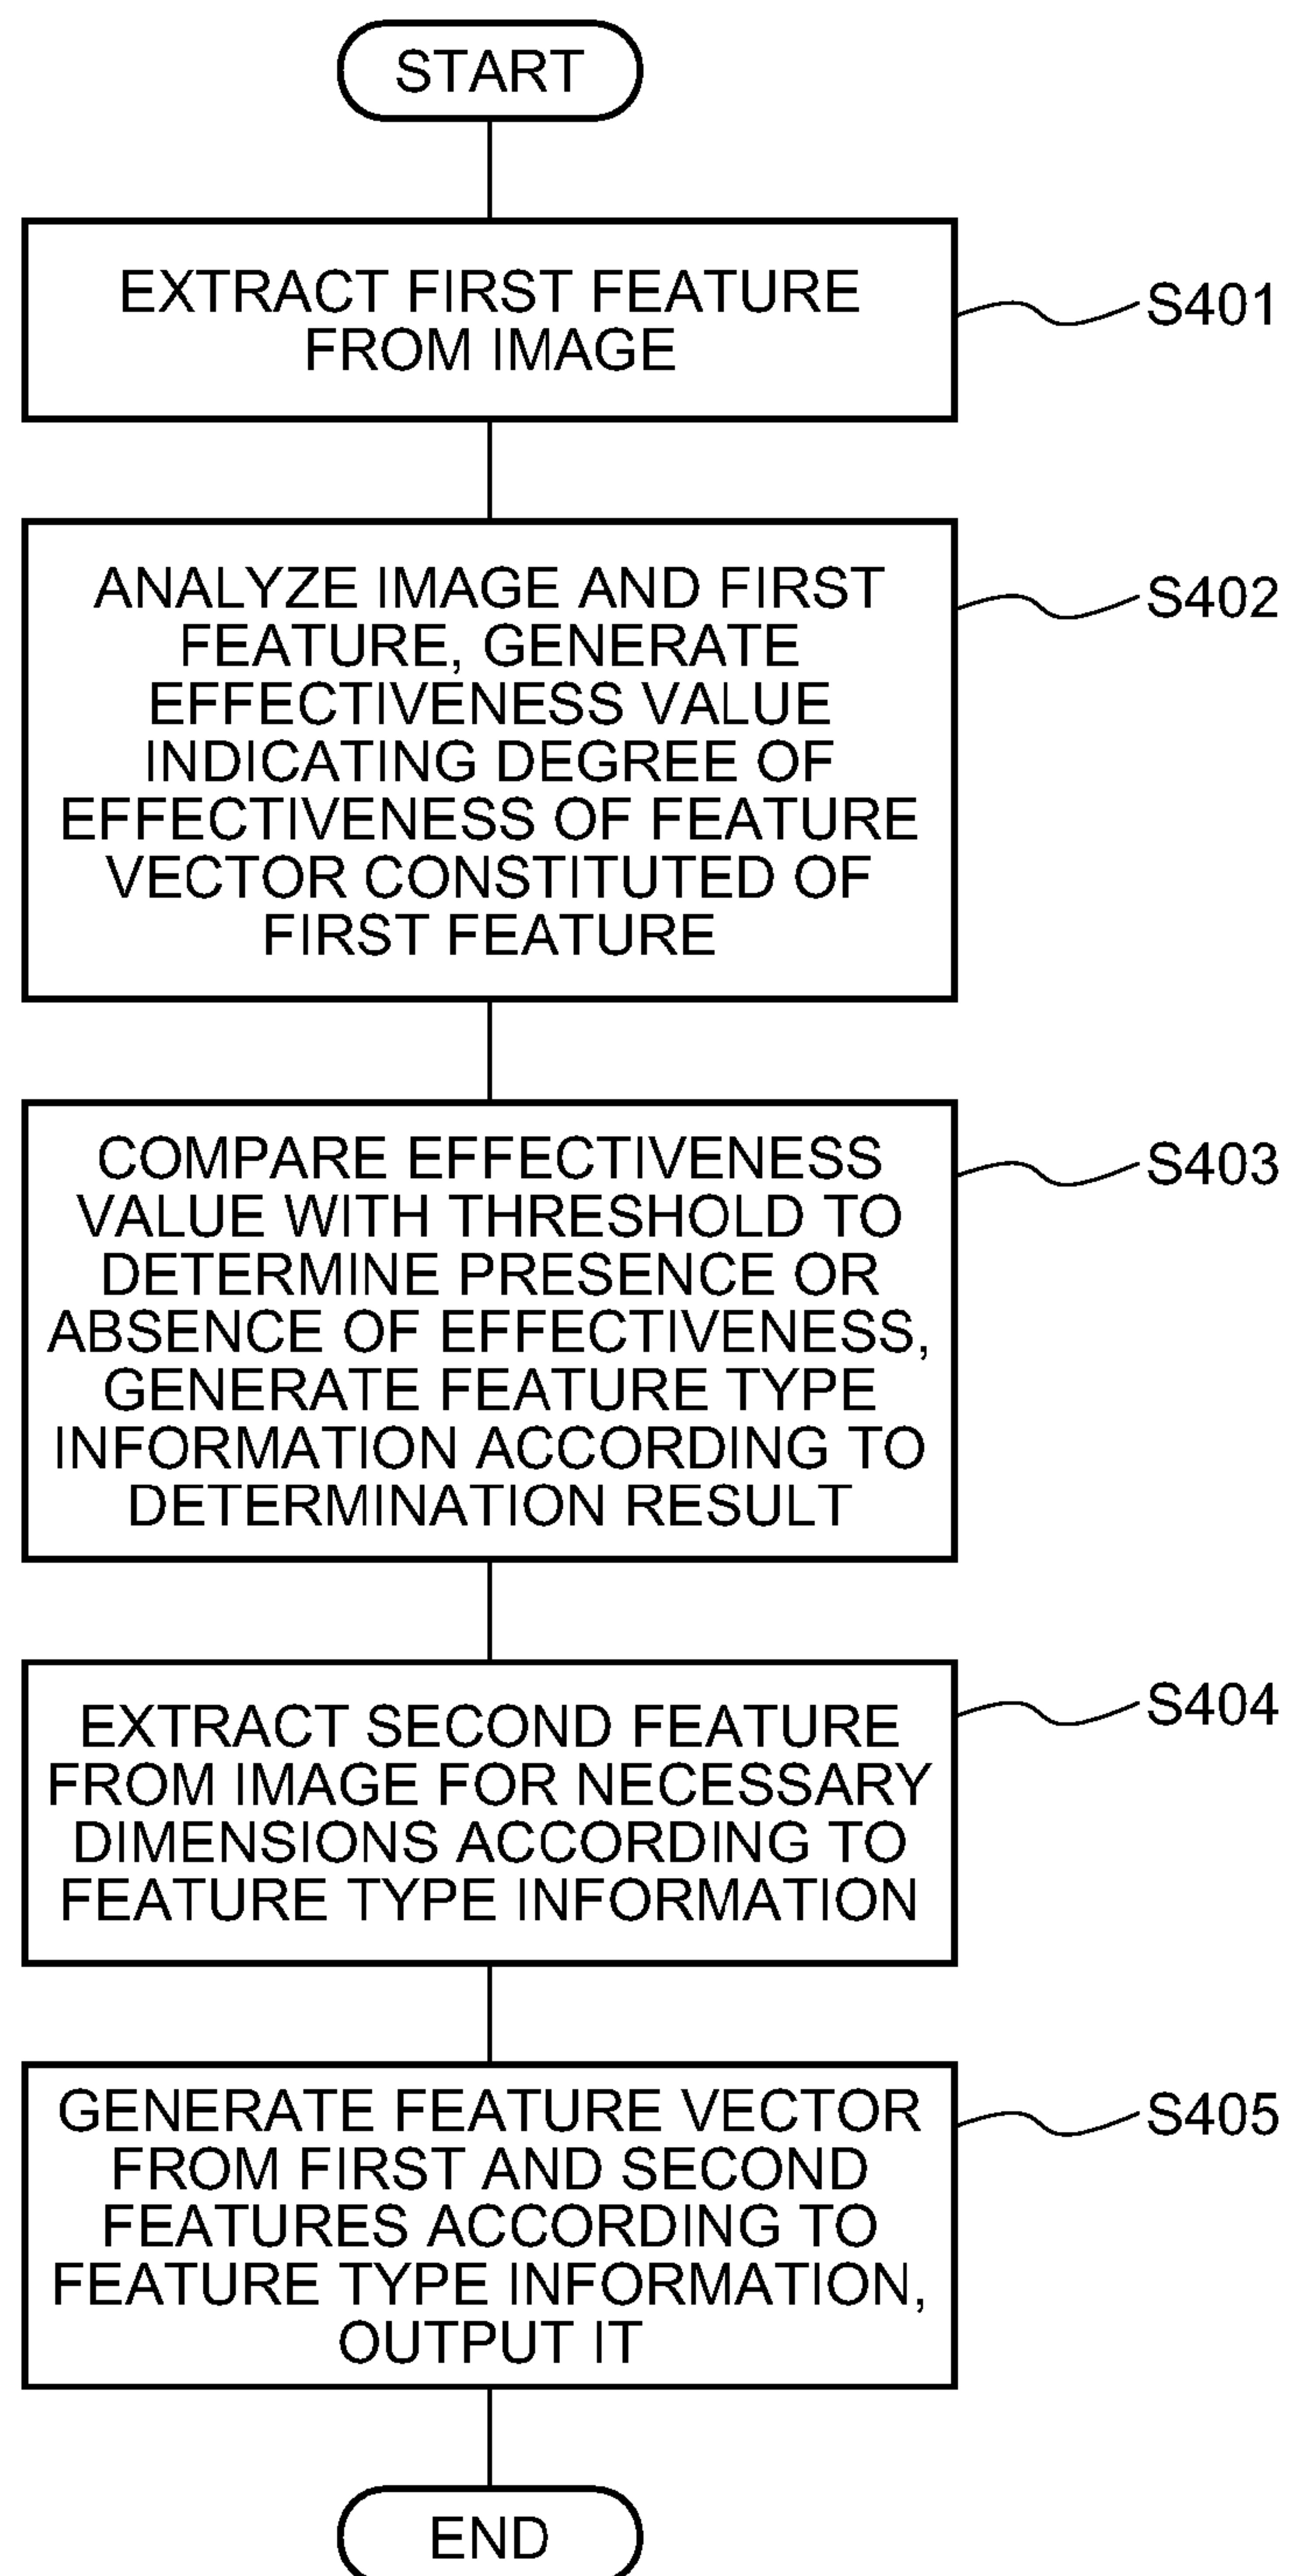 START
EXTRACT FIRST FEATURE
FROM IMAGE
S401
ANALYZE IMAGE AND FIRST
FEATURE, GENERATE
EFFECTIVENESS VALUE
INDICATING DEGREE OF
EFFECTIVENESS OF FEATURE
VECTOR CONSTITUTED OF
FIRST FEATURE
S402
COMPARE EFFECTIVENESS
VALUE WITH THRESHOLD TO
DETERMINE PRESENCE OR
ABSENCE OF EFFECTIVENESS,
GENERATE FEATURE TYPE
INFORMATION ACCORDING TO
DETERMINATION RESULT
S403
EXTRACT SECOND FEATURE
FROM IMAGE FOR NECESSARY
DIMENSIONS ACCORDING TO
FEATURE TYPE INFORMATION
S404
GENERATE FEATURE VECTOR
FROM FIRST AND SECOND
FEATURES ACCORDING TO
FEATURE TYPE INFORMATION,
OUTPUT IT
S405
END